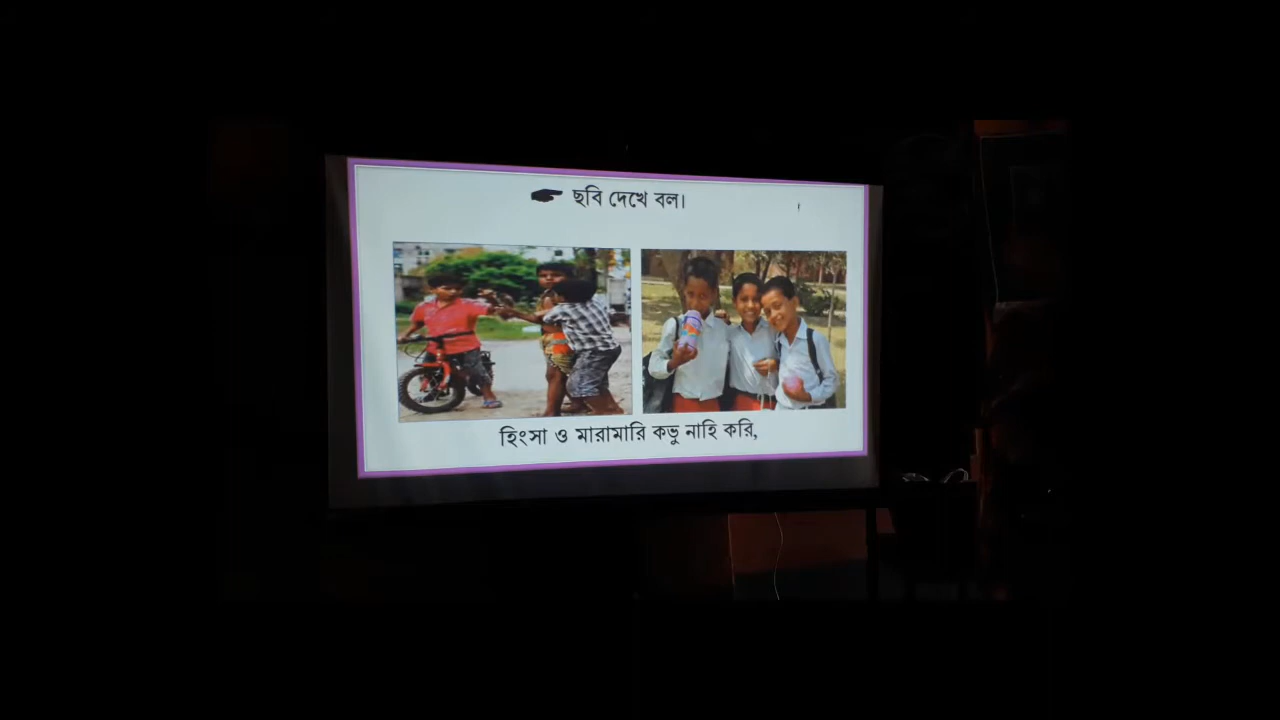 ছবি দেখে বল।
হিংসা ও মারামারি কভু নাহি করি,